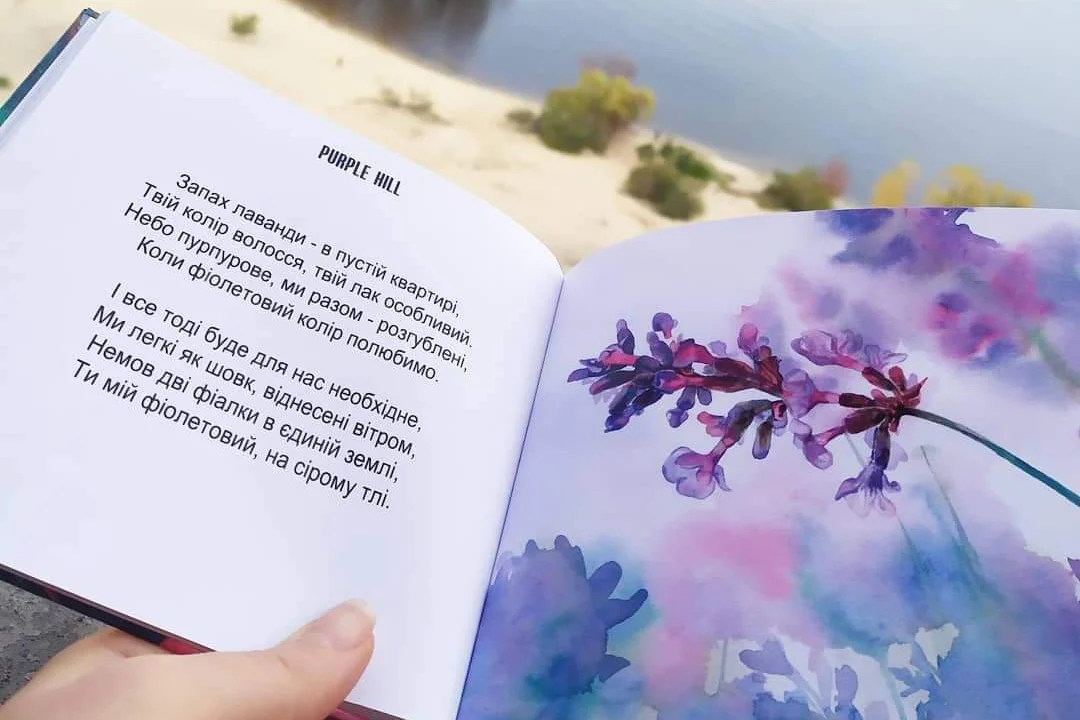 PURPLE HILL
Запах лаванди - в пустій квартирі,
Твій колір волосся, твій лак особливий.
Небо пурпурове, ми разом - розгублені,
Коли фіолетовий колір полюбимо.
І все тоді буде для нас необхідне,
Ми легкі як шовк, віднесені вітром,
Немов дві фіалки в єдиній землі,
Ти мій фіолетовий, на сірому тлі.